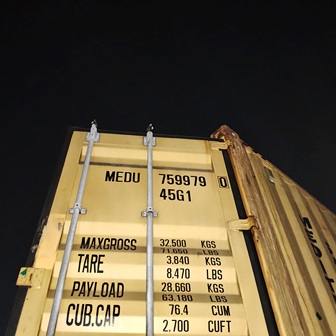 MEDU 759979 0
45G1
MAXGROSS 32.500 KGS
71.650 LBS
TARE 3.840 KGS
8.470 LBS
PAYLOAD 28.660 KGS
63.180 LBS
CUB.CAP 76.4 CUM
2.700 CUFT